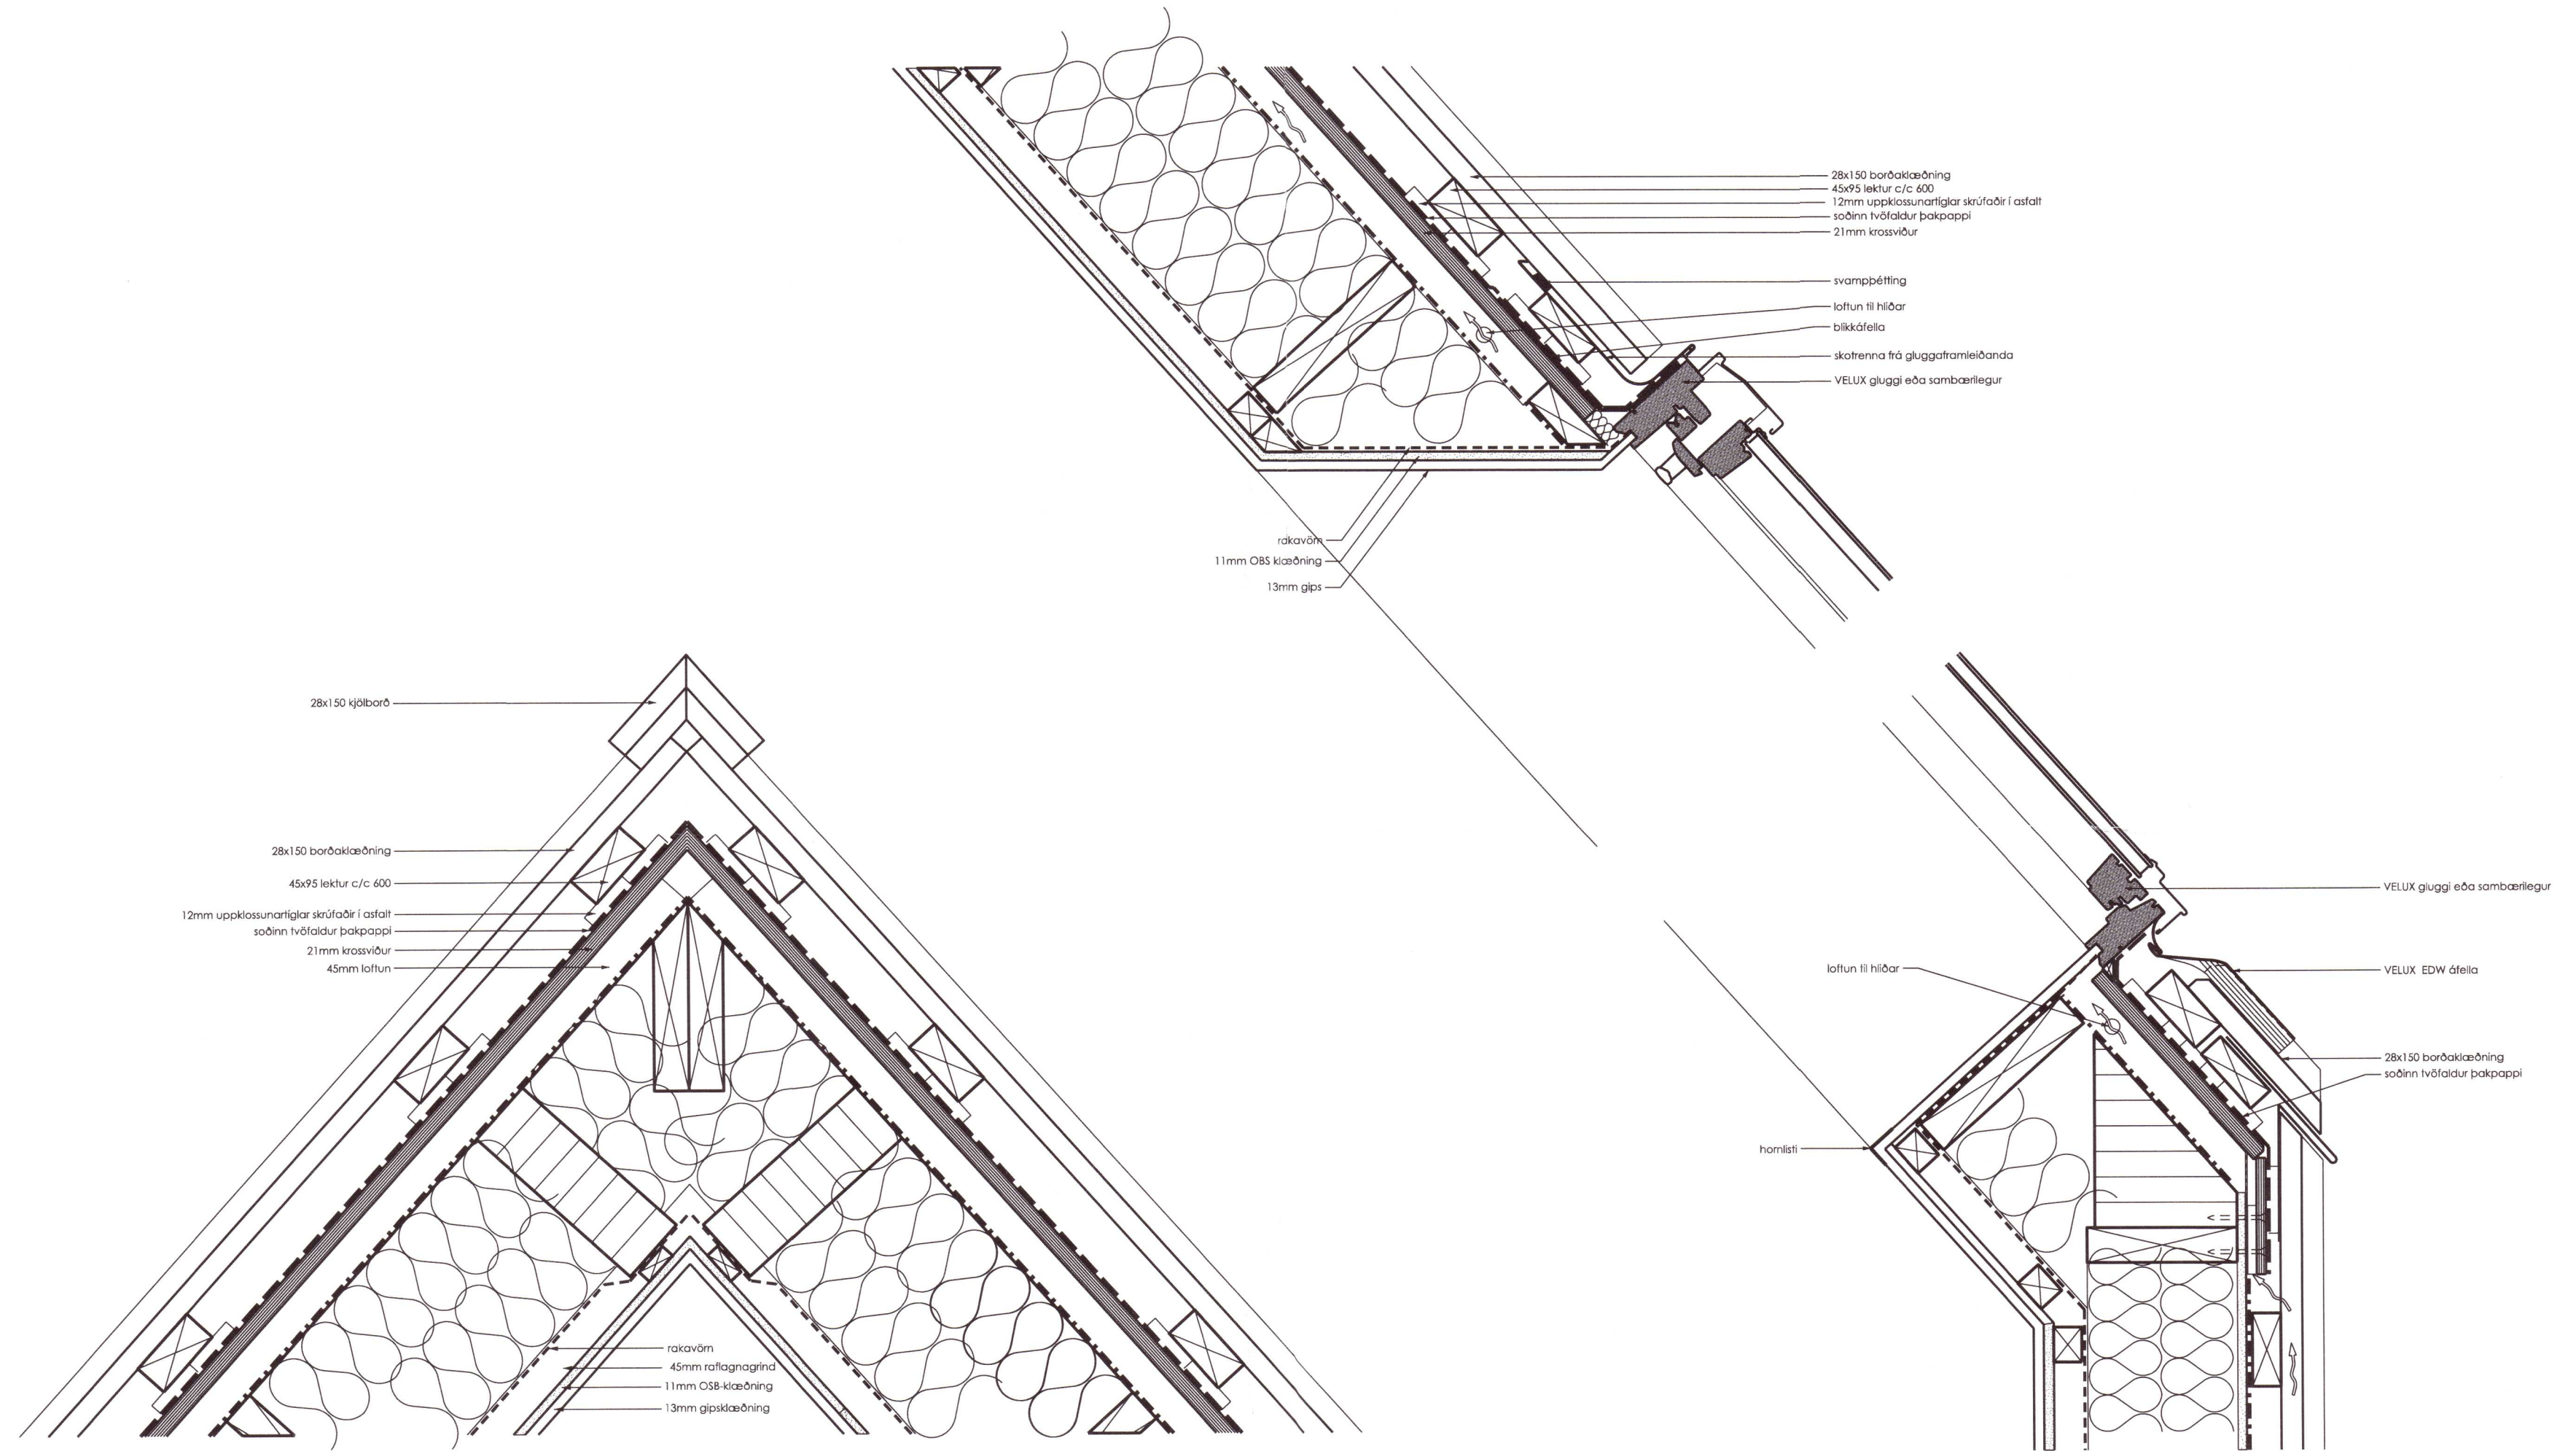 28x150 borðaklæðning
45x95 lektur c/c 600
12mm uppklossunartíglar skrúfaðir í asfalt
soðinn tvöfaldur þakpappi
21mm krossviður
svampþétting
loftun til hliðar
blikkáfella
skotrenna frá gluggaframleiðanda
VELUX gluggi eða sambærilegur
rakavörn
11mm OBS klæðning
13mm gips
28x150 kjölborð
28x150 borðaklæðning
45x95 lektur c/c 600
12mm uppklossunartíglar skrúfaðir í asfalt
soðinn tvöfaldur þakpappi
21mm krossviður
45mm loftun
rakavörn
45mm raflagnagrind
11mm OSB-klæðning
13mm gipsklæðning
VELUX gluggi eða sambærilegur
loftun til hliðar
VELUX EDW áfella
28x150 borðaklæðning
soðinn tvöfaldur þakpappi
hornlisti